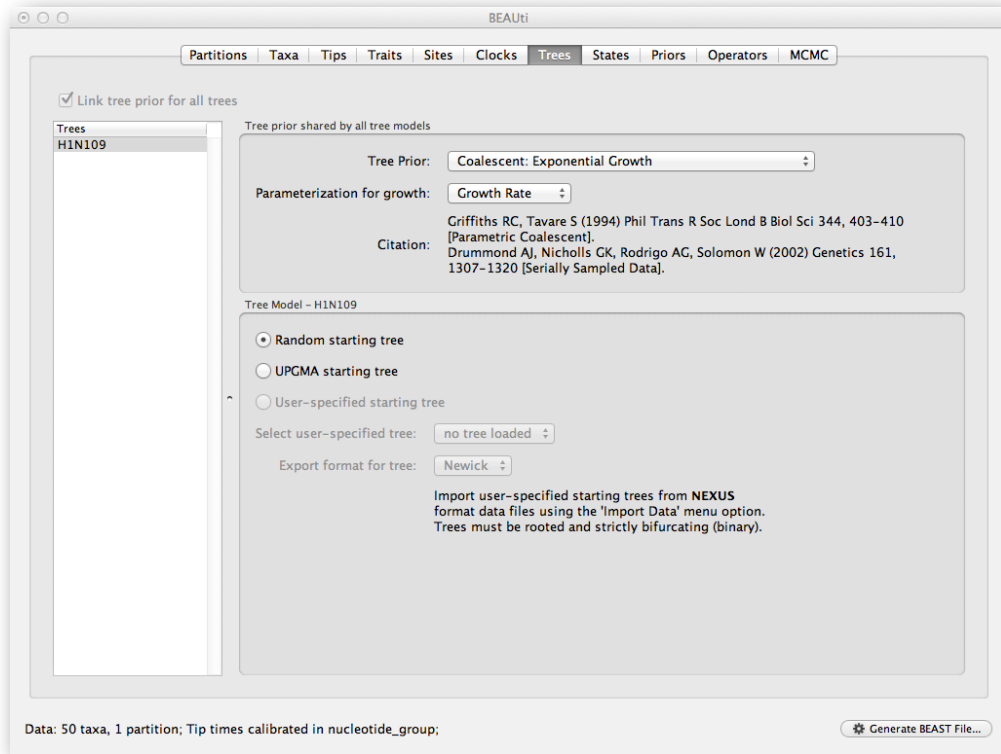 BEAUti
Partitions Taxa Tips Traits Sites Clocks Trees States Priors Operators MCMC
Link tree prior for all trees
Trees
H1N109
Tree prior shared by all tree models
Tree Prior: Coalescent: Exponential Growth
Parameterization for growth: Growth Rate
Citation:
Griffiths RC, Tavare S (1994) Phil Trans R Soc Lond B Biol Sci 344, 403-410
[Parametric Coalescent].
Drummond AJ, Nicholls GK, Rodrigo AG, Solomon W (2002) Genetics 161,
1307-1320 [Serially Sampled Data].
Tree Model - H1N109
Random starting tree
UPGMA starting tree
User-specified starting tree
Select user-specified tree: no tree loaded
Export format for tree: Newick
Import user-specified starting trees from NEXUS
format data files using the 'Import Data' menu option.
Trees must be rooted and strictly bifurcating (binary).
Data: 50 taxa, 1 partition; Tip times calibrated in nucleotide_group;
Generate BEAST File...